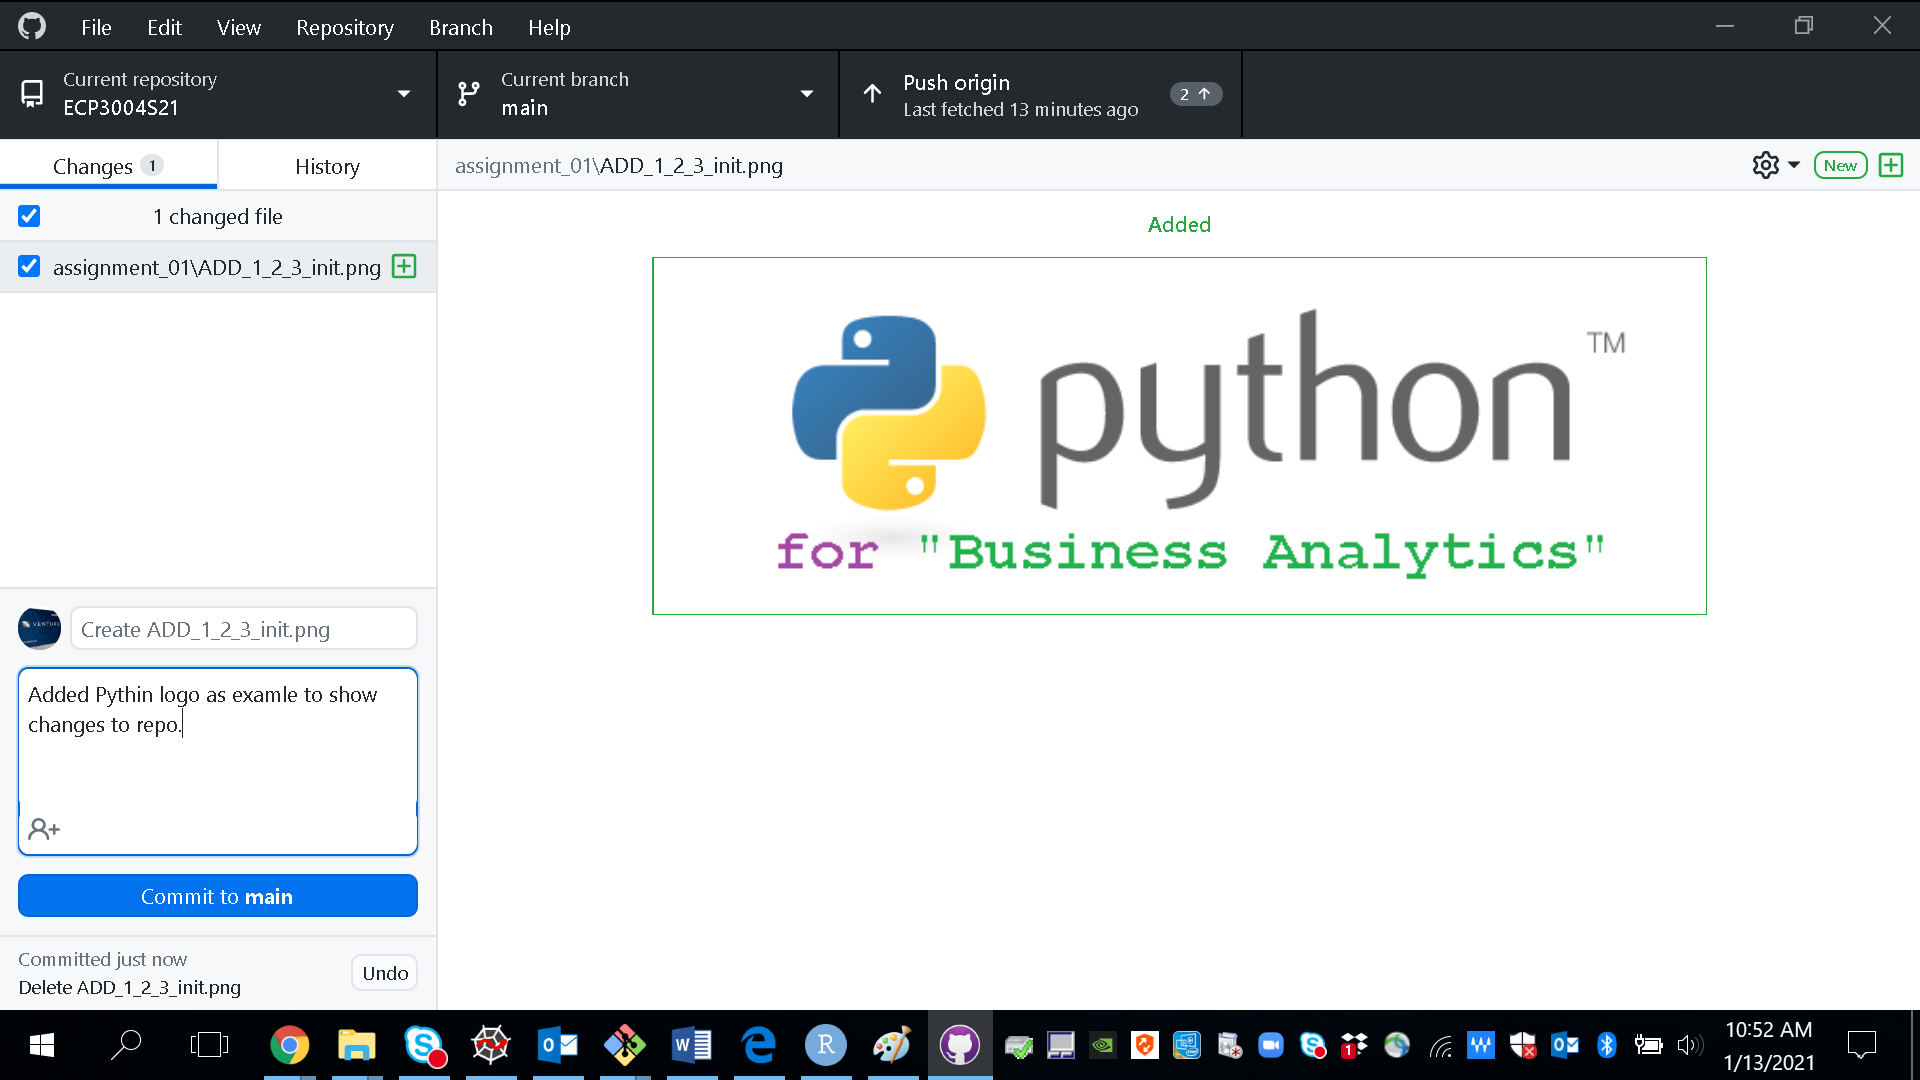 File Edit View Repository Branch Help
Current repository
ECP3004S21
Current branch
main
Push origin
Last fetched 13 minutes ago
2
Changes 1
History
assignment_01\ADD_1_2_3_init.png
New
1 changed file
assignment_01\ADD_1_2_3_init.png
Added
python TM
for "Business Analytics"
Create ADD_1_2_3_init.png
Added Pythin logo as examle to show
changes to repo.
Commit to main
Committed just now
Delete ADD_1_2_3_init.png
Undo
10:52 AM
1/13/2021